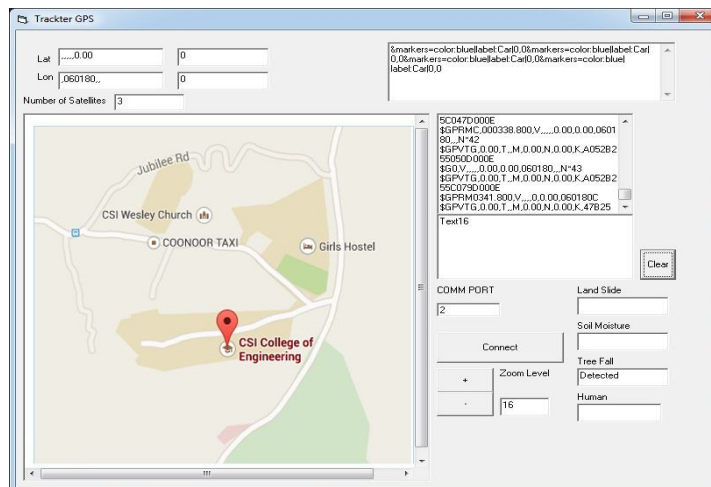 Trackter GPS
Lat ,,,,,0.00 0
Lon ,060180,, 0
Number of Satellites 3
&markers=color:blue|label:Car|0,0&markers=color:blue|label:Car|
0,0&markers=color:blue|label:Car|0,0&markers=color:blue|
label:Car|0,0
Jubilee Rd
CSI Wesley Church
COONOOR TAXI
Girls Hostel
CSI College of
Engineering
5C047D000E
$GPRMC,000338.800,V,,,,,0.00,0.00,0601
80,,,N*42
$GPVTG,0.00,T,,M,0.00,N,0.00,K,A052B2
55050D000E
$G0,V,,,,,0.00,0.00,060180,,,N*43
$GPVTG,0.00,T,,M,0.00,N,0.00,K,A052B2
55C079D000E
$GPRM0341.800,V,,,,,0,0.00,060180C
$GPVTG,0.00,T,,M,0.00,N,0.00,K,47B25
Text16
Clear
COMM PORT
2
Connect
+
-
Zoom Level
16
Land Slide
Soil Moisture
Tree Fall
Detected
Human